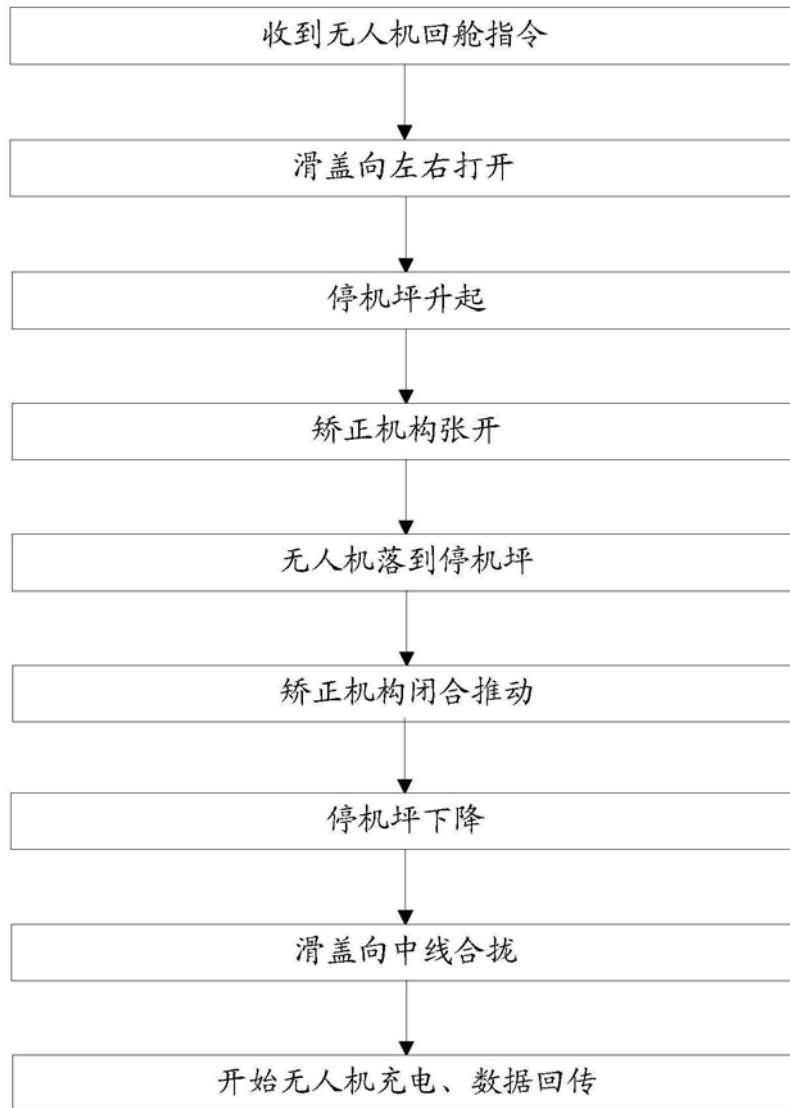 收到无人机回舱指令
滑盖向左右打开
停机坪升起
矫正机构张开
无人机落到停机坪
矫正机构闭合推动
停机坪下降
滑盖向中线合拢
开始无人机充电、数据回传